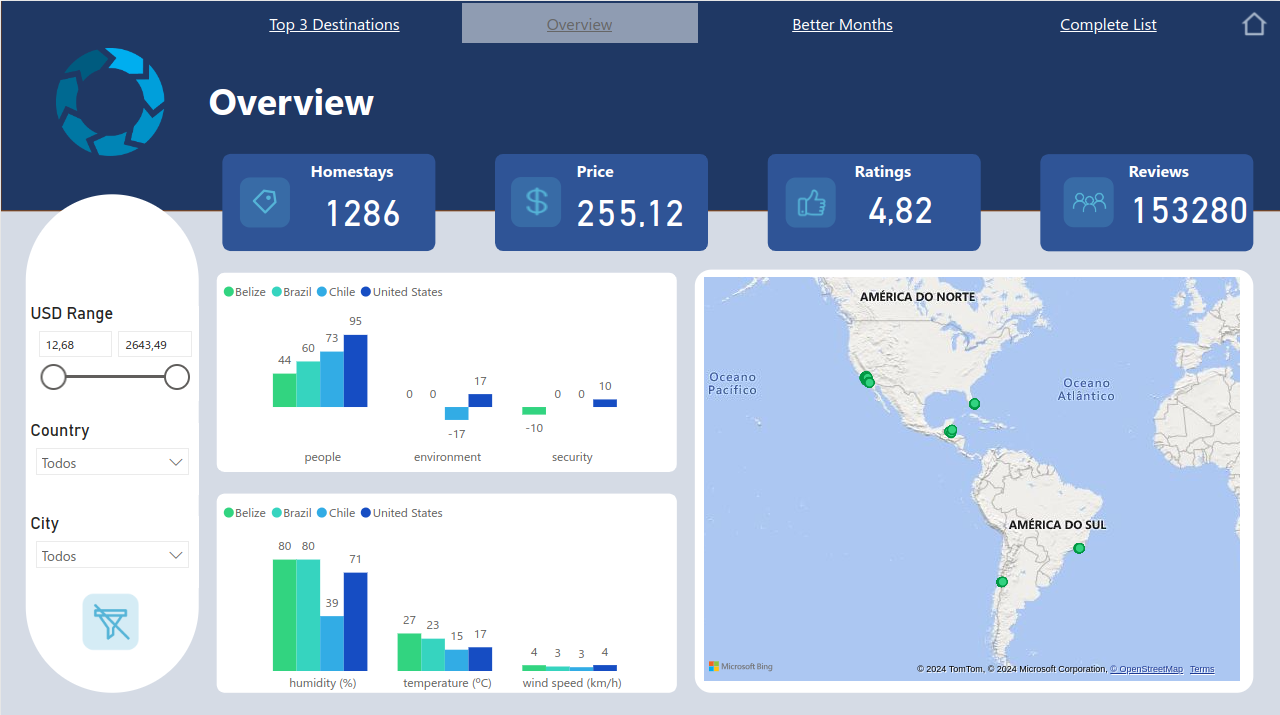 Top 3 Destinations
Overview
Better Months
Complete List
Overview
Homestays
1286
Price
255,12
Ratings
4,82
Reviews
153280
USD Range
12,68
2643,49
Country
Todos
City
Todos
Belize Brazil Chile United States
44
60
73
95
0
0
-17
17
-10
0
0
10
people
environment
security
Belize Brazil Chile United States
80
80
39
71
27
23
15
17
4
3
3
4
humidity (%)
temperature (ºC)
wind speed (km/h)
AMÉRICA DO NORTE
Oceano
Pacífico
Oceano
Atlântico
AMÉRICA DO SUL
Microsoft Bing
© 2024 TomTom, © 2024 Microsoft Corporation, © OpenStreetMap Terms